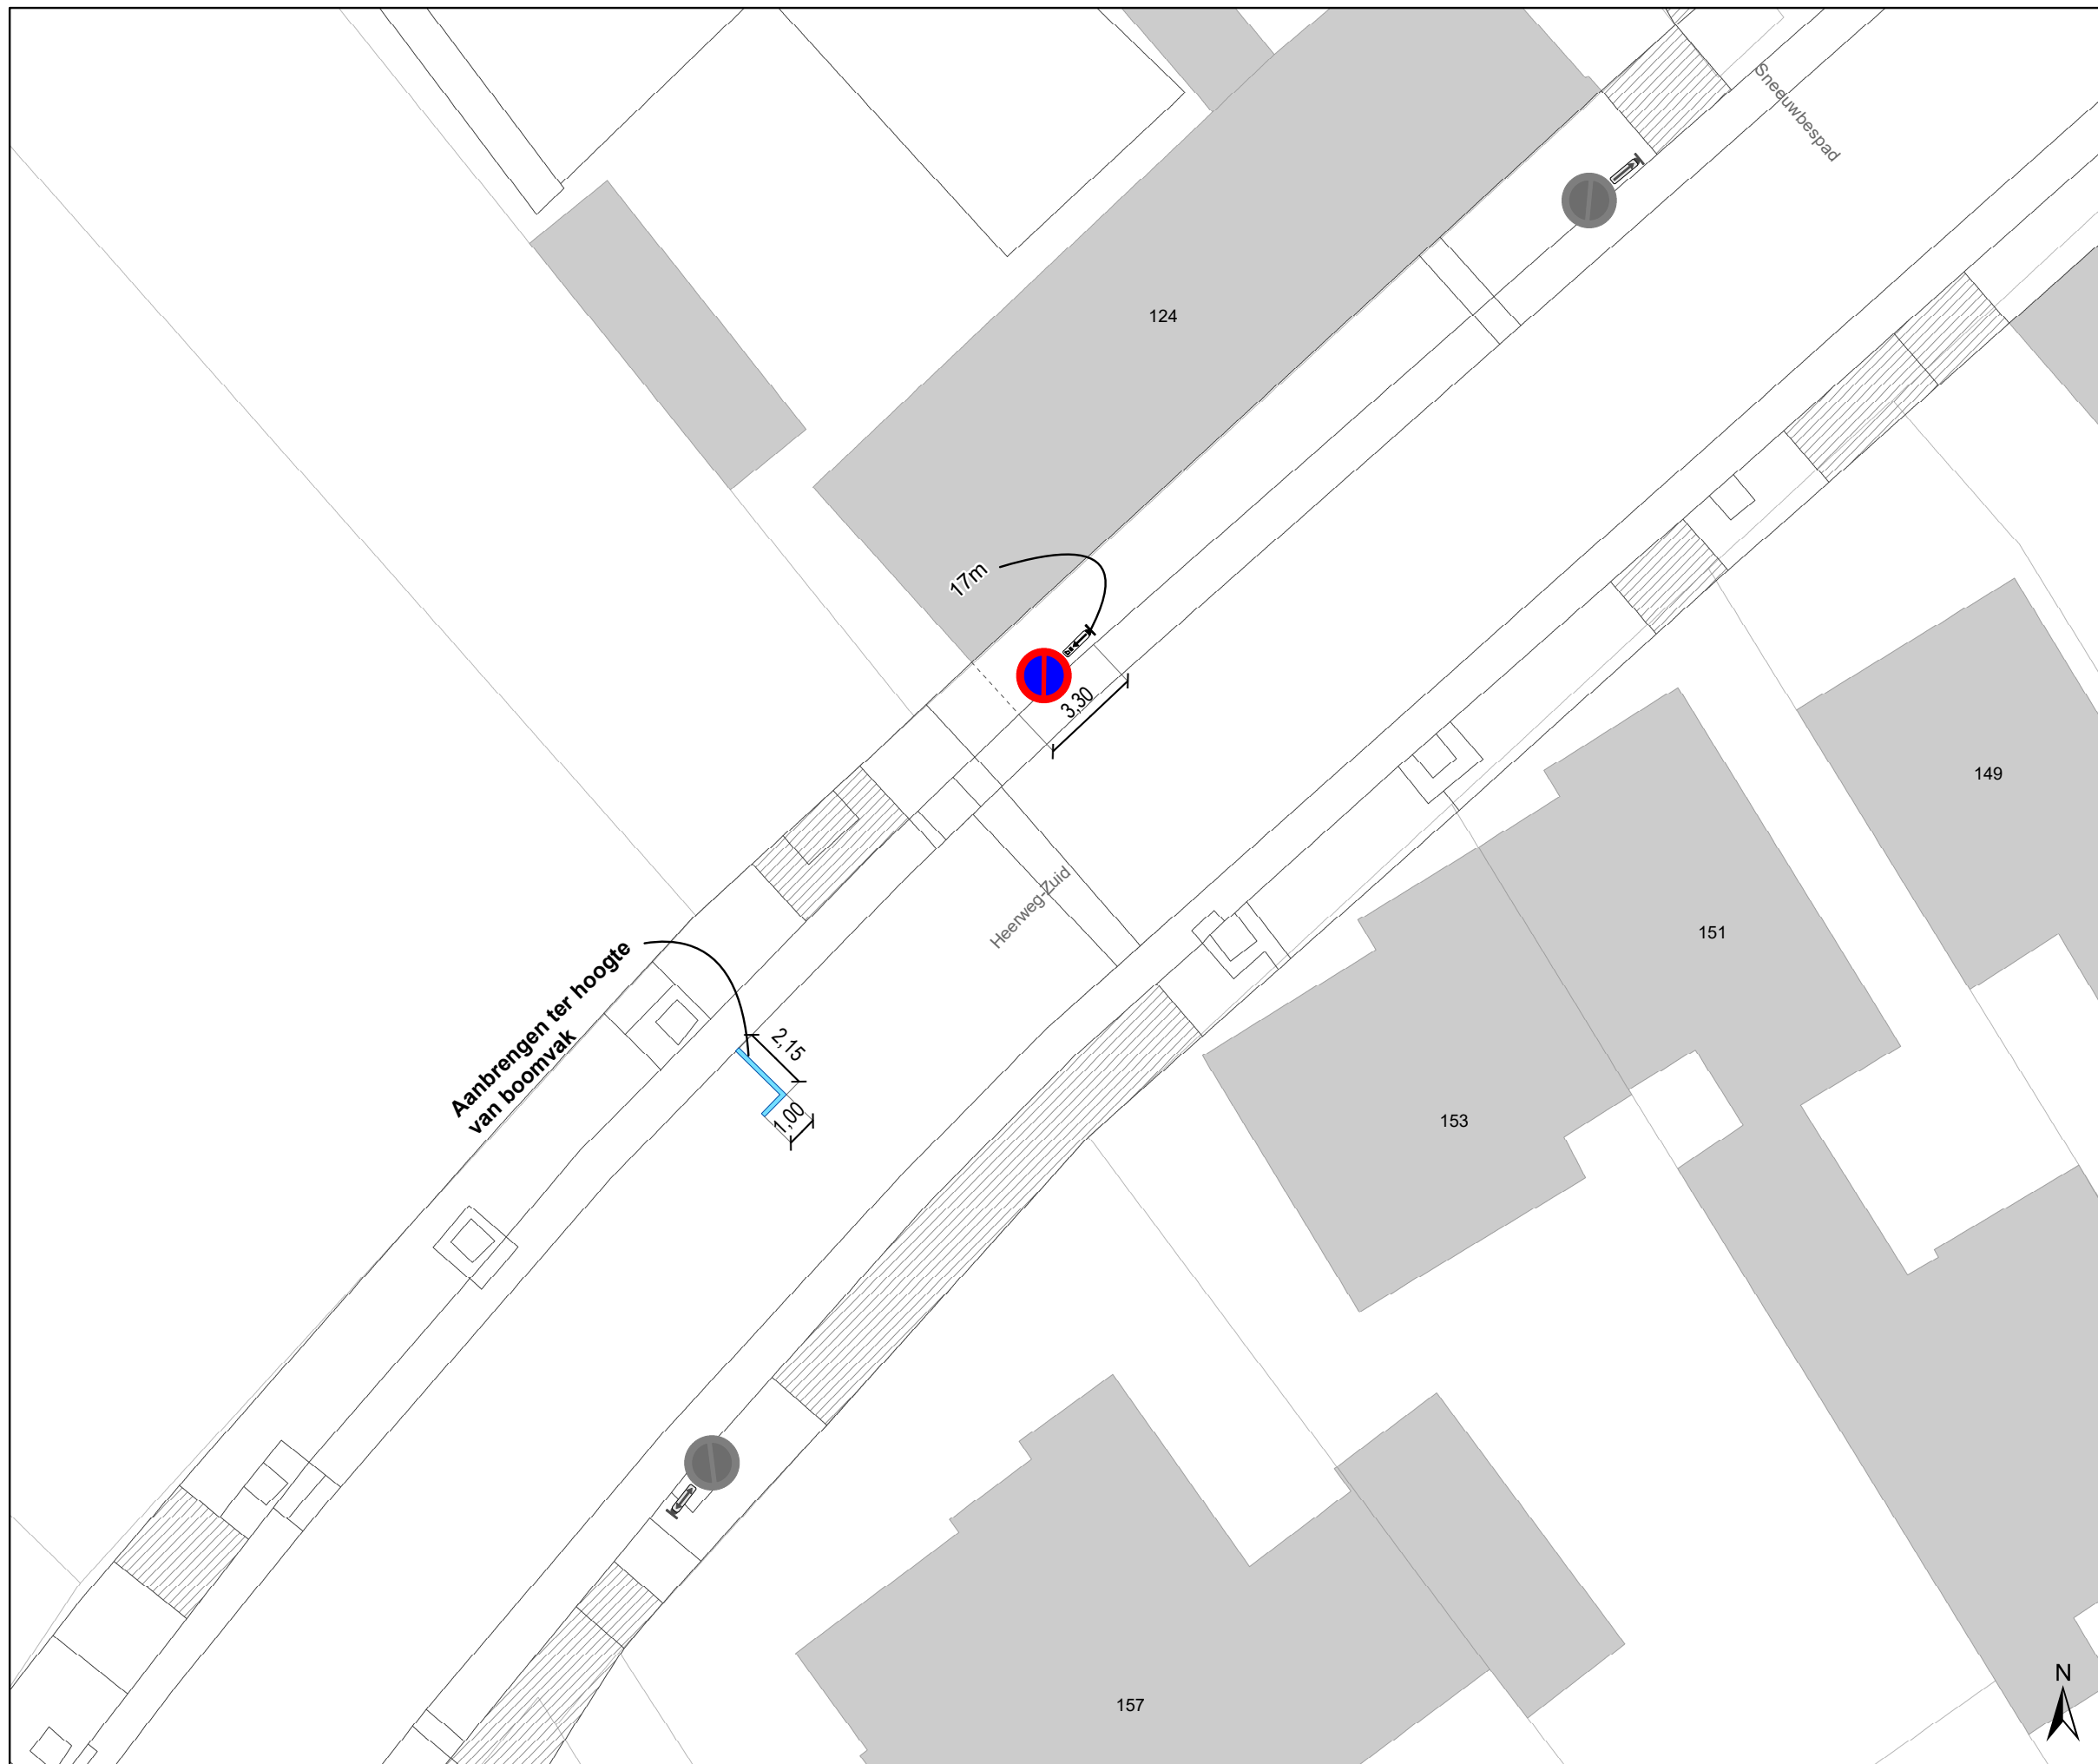 Sneeuwbespad
124
17m
3,30
149
Heerweg-Zuid
151
Aanbrengen ter hoogte
van boomvak
2,15
1,00
153
157
N